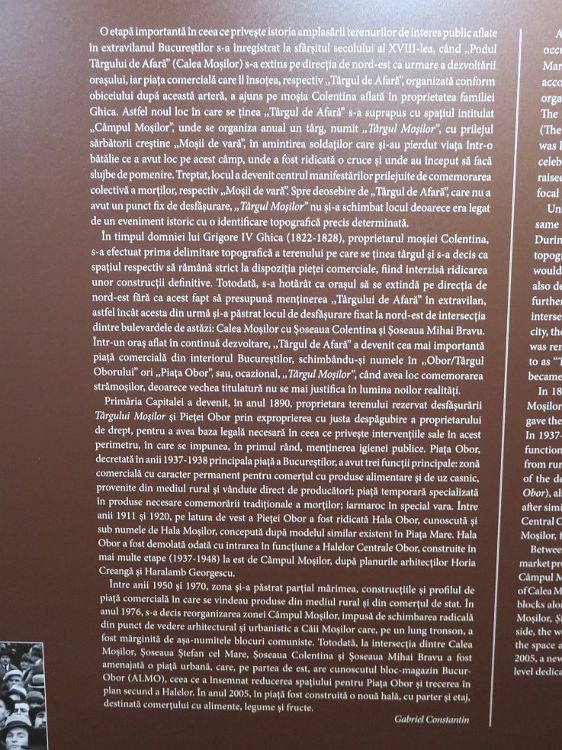 O etapă importantă în ceea ce privește istoria amplasării terenurilor de interes public aflate
în extravilanul Bucureștilor s-a înregistrat la sfârșitul secolului al XVIII-lea, când „Podul
Târgului de Afară” (Calea Moșilor) s-a extins pe direcția de nord-est ca urmare a dezvoltării
orașului, iar piața comercială care îl însoțea, respectiv „Târgul de Afară”, organizată conform
obiceiului după această arteră, a ajuns pe moșia Colentina aflată în proprietatea familiei
Ghica. Astfel noul loc în care se ținea „Târgul de Afară” s-a suprapus cu spațiul intitulat
„Câmpul Moșilor”, unde se organiza anual un târg, numit „Târgul Moșilor”, cu prilejul
sărbătorii creștine „Moșii de vară”, în amintirea soldaților care și-au pierdut viața într-o
bătălie ce a avut loc pe acest câmp, unde a fost ridicată o cruce și unde au început să facă
slujbe de pomenire. Treptat, locul a devenit centrul manifestărilor prilejuite de comemorarea
colectivă a morților, respectiv „Moșii de vară”. Spre deosebire de „Târgul de Afară”, care nu a
avut un punct fix de desfășurare, „Târgul Moșilor” nu și-a schimbat locul deoarece era legat
de un eveniment istoric cu o identificare topografică precis determinată.
În timpul domniei lui Grigore IV Ghica (1822-1828), proprietarul moșiei Colentina,
s-a efectuat prima delimitare topografică a terenului pe care se ținea târgul și s-a decis ca
spațiul respectiv să rămână strict la dispoziția pieței comerciale, fiind interzisă ridicarea
unor construcții definitive. Totodată, s-a hotărât ca orașul să se extindă pe direcția de
nord-est fără ca acest fapt să presupună menținerea „Târgului de Afară” în extravilan,
astfel încât acesta din urmă și-a păstrat locul de desfășurare fixat la nord-est de intersecția
dintre bulevardele de astăzi: Calea Moșilor cu Șoseaua Colentina și Șoseaua Mihai Bravu.
Într-un oraș aflat în continuă dezvoltare, „Târgul de Afară” a devenit cea mai importantă
piață comercială din interiorul Bucureștilor, schimbându-și numele în „Obor/Târgul
Oborului” ori „Piața Obor”, sau, ocazional, „Târgul Moșilor”, când avea loc comemorarea
strămoșilor, deoarece vechea titulatură nu se mai justifica în lumina noilor realități.
Primăria Capitalei a devenit, în anul 1890, proprietara terenului rezervat desfășurării
Târgului Moșilor și Pieței Obor prin exproprierea cu justa despăgubire a proprietarului
de drept, pentru a avea baza legală necesară în ceea ce privește intervențiile sale în acest
perimetru, în care se impunea, în primul rând, menținerea igienei publice. Piața Obor,
decretată în anii 1937-1938 principala piață a Bucureștilor, a avut trei funcții principale: zonă
comercială cu caracter permanent pentru comerțul cu produse alimentare și de uz casnic,
provenite din mediul rural și vândute direct de producători; piață temporară specializată
în produse necesare comemorării tradiționale a morților; iarmaroc în special vara. Între
anii 1911 și 1920, pe latura de vest a Pieței Obor a fost ridicată Hala Obor, cunoscută și
sub numele de Hala Moșilor, concepută după modelul similar existent în Piața Mare. Hala
Obor a fost demolată odată cu intrarea în funcțiune a Halelor Centrale Obor, construite în
mai multe etape (1937-1948) la est de Câmpul Moșilor, după planurile arhitecților Horia
Creangă și Haralamb Georgescu.
Între anii 1950 și 1970, zona și-a păstrat parțial mărimea, construcțiile și profilul de
piață comercială în care se vindeau produse din mediul rural și din comerțul de stat. În
anul 1976, s-a decis reorganizarea zonei Câmpul Moșilor, impusă de schimbarea radicală
din punct de vedere arhitectural și urbanistic a Căii Moșilor care, pe un lung tronson, a
fost mărginită de așa-numitele blocuri comuniste. Totodată, la intersecția dintre Calea
Moșilor, Șoseaua Ștefan cel Mare, Șoseaua Colentina și Șoseaua Mihai Bravu a fost
amenajată o piață urbană, care, pe partea de est, are cunoscutul bloc-magazin Bucur-
Obor (ALMO), ceea ce a însemnat reducerea spațiului pentru Piața Obor și trecerea în
plan secund a Halelor. În anul 2005, în piață fost construită o nouă hală, cu parter și etaj,
destinată comerțului cu alimente, legume și fructe.
Gabriel Constantin